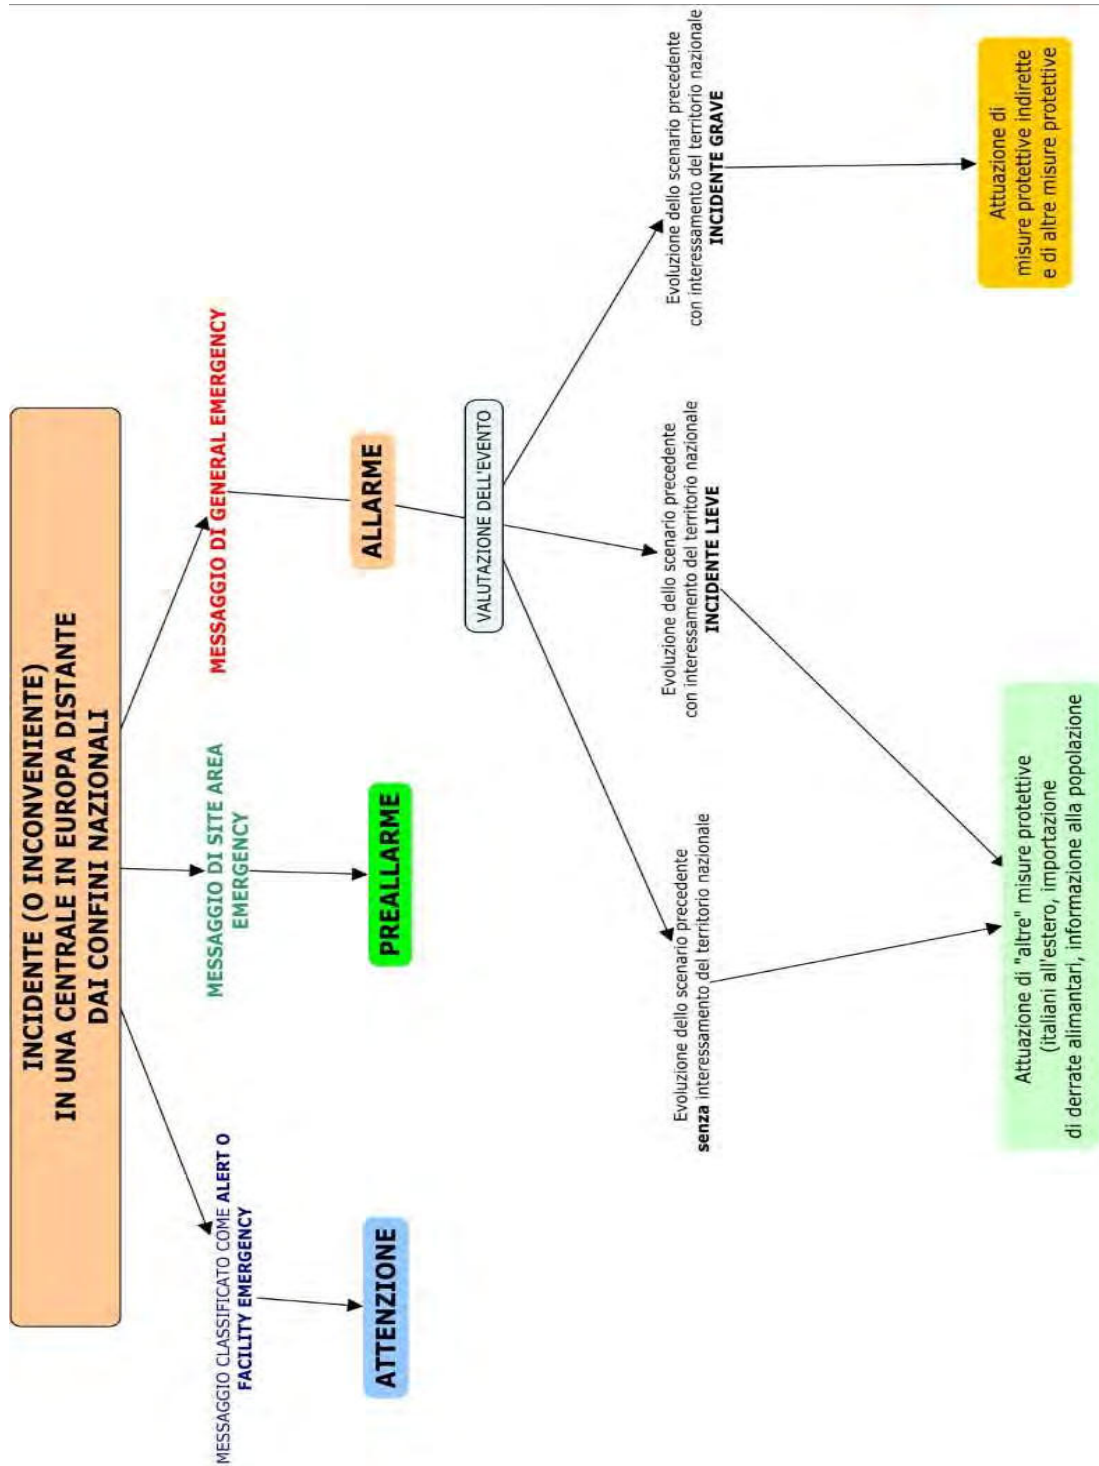 INCIDENTE (O INCONVENIENTE)
IN UNA CENTRALE IN EUROPA DISTANTE
DAI CONFINI NAZIONALI
MESSAGGIO CLASSIFICATO COME ALERT O
FACILITY EMERGENCY
MESSAGGIO DI SITE AREA
EMERGENCY
MESSAGGIO DI GENERAL EMERGENCY
ATTENZIONE
PREALLARME
ALLARME
VALUTAZIONE DELL'EVENTO
Evoluzione dello scenario precedente
senza interessamento del territorio nazionale
Evoluzione dello scenario precedente
con interessamento del territorio nazionale
INCIDENTE LIEVE
Evoluzione dello scenario precedente
con interessamento del territorio nazionale
INCIDENTE GRAVE
Attuazione di "altre" misure protettive
(italiani all'estero, importazione
di derrate alimantari, informazione alla popolazione
Attuazione di
misure protettive indirette
e di altre misure protettive